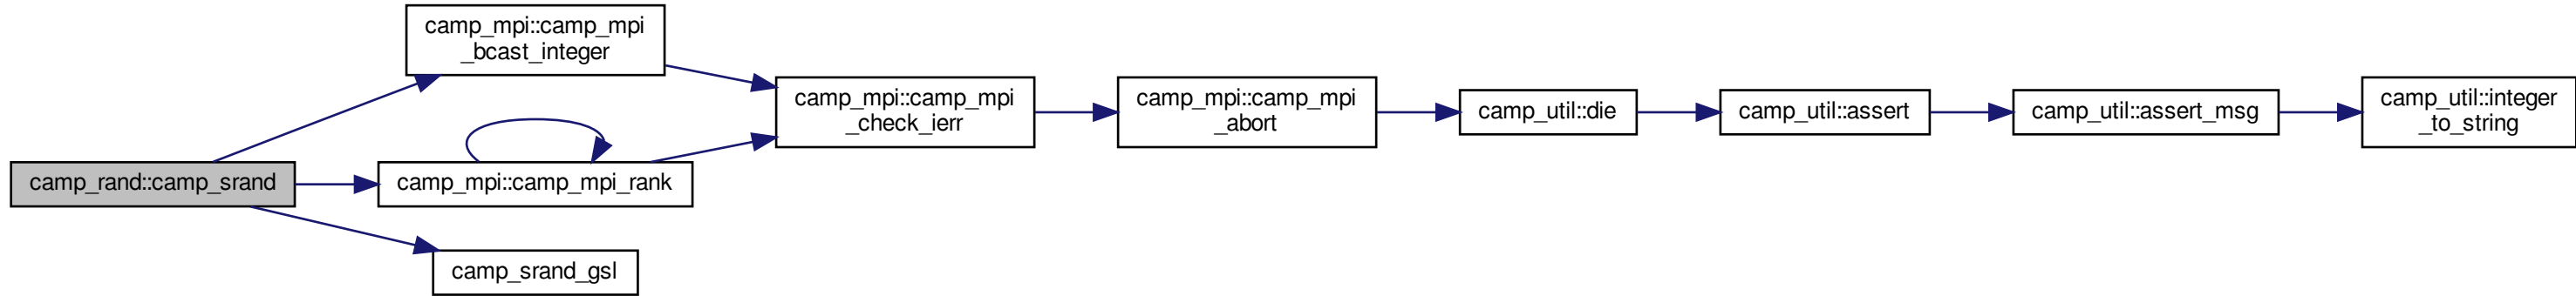 camp_rand::camp_srand
camp_mpi::camp_mpi
_bcast_integer
camp_mpi::camp_mpi_rank
camp_srand_gsl
camp_mpi::camp_mpi
_check_ierr
camp_mpi::camp_mpi
_abort
camp_util::die
camp_util::assert
camp_util::assert_msg
camp_util::integer
_to_string